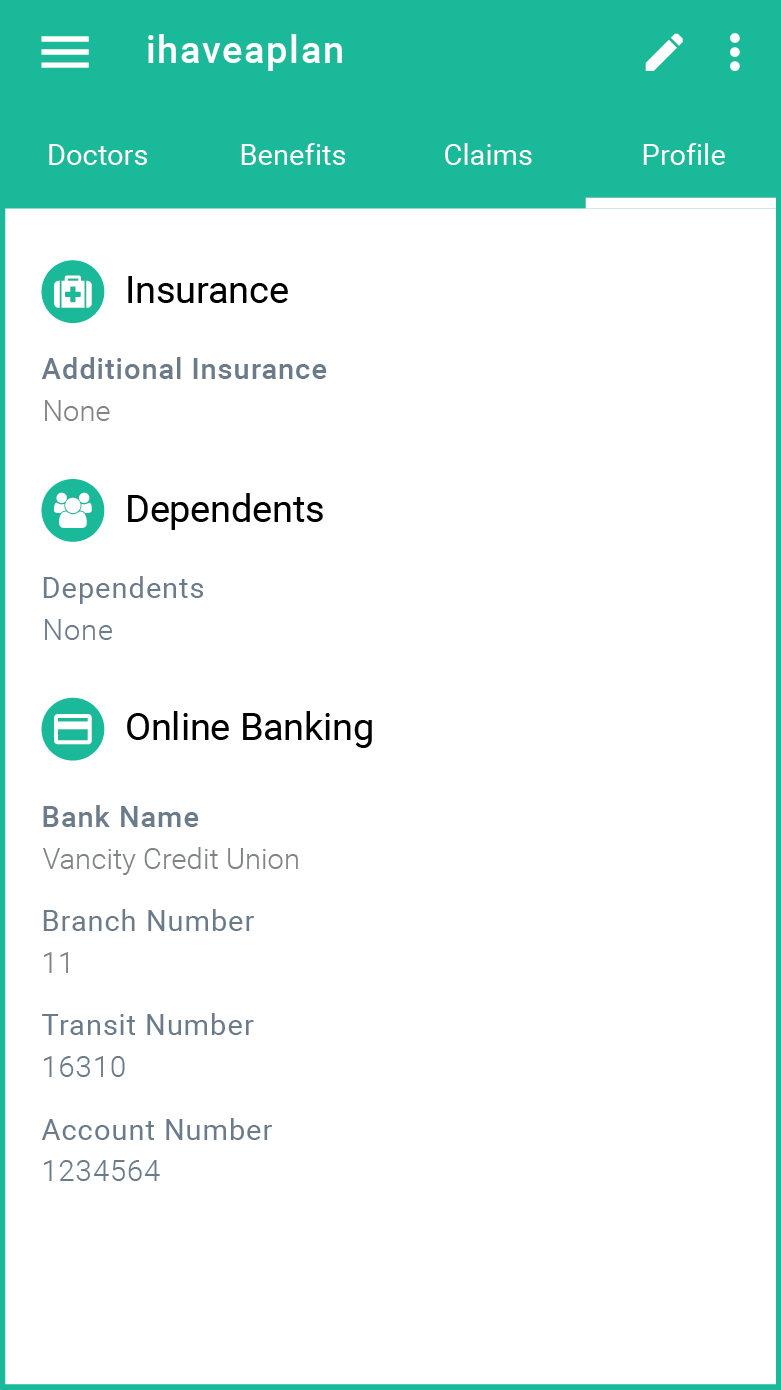 ihaveaplan
Doctors Benefits Claims Profile
Insurance
Additional Insurance
None
Dependents
Dependents
None
Online Banking
Bank Name
Vancity Credit Union
Branch Number
11
Transit Number
16310
Account Number
1234564